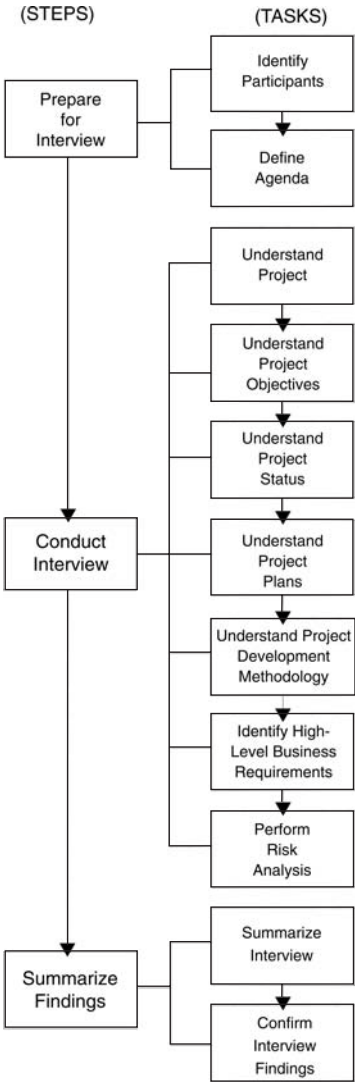 (STEPS)
(TASKS)
Prepare
for
Interview
Identify
Participants
Define
Agenda
Conduct
Interview
Understand
Project
Understand
Project
Objectives
Understand
Project
Status
Understand
Project
Plans
Understand Project
Development
Methodology
Identify High-
Level Business
Requirements
Perform
Risk
Analysis
Summarize
Findings
Summarize
Interview
Confirm
Interview
Findings